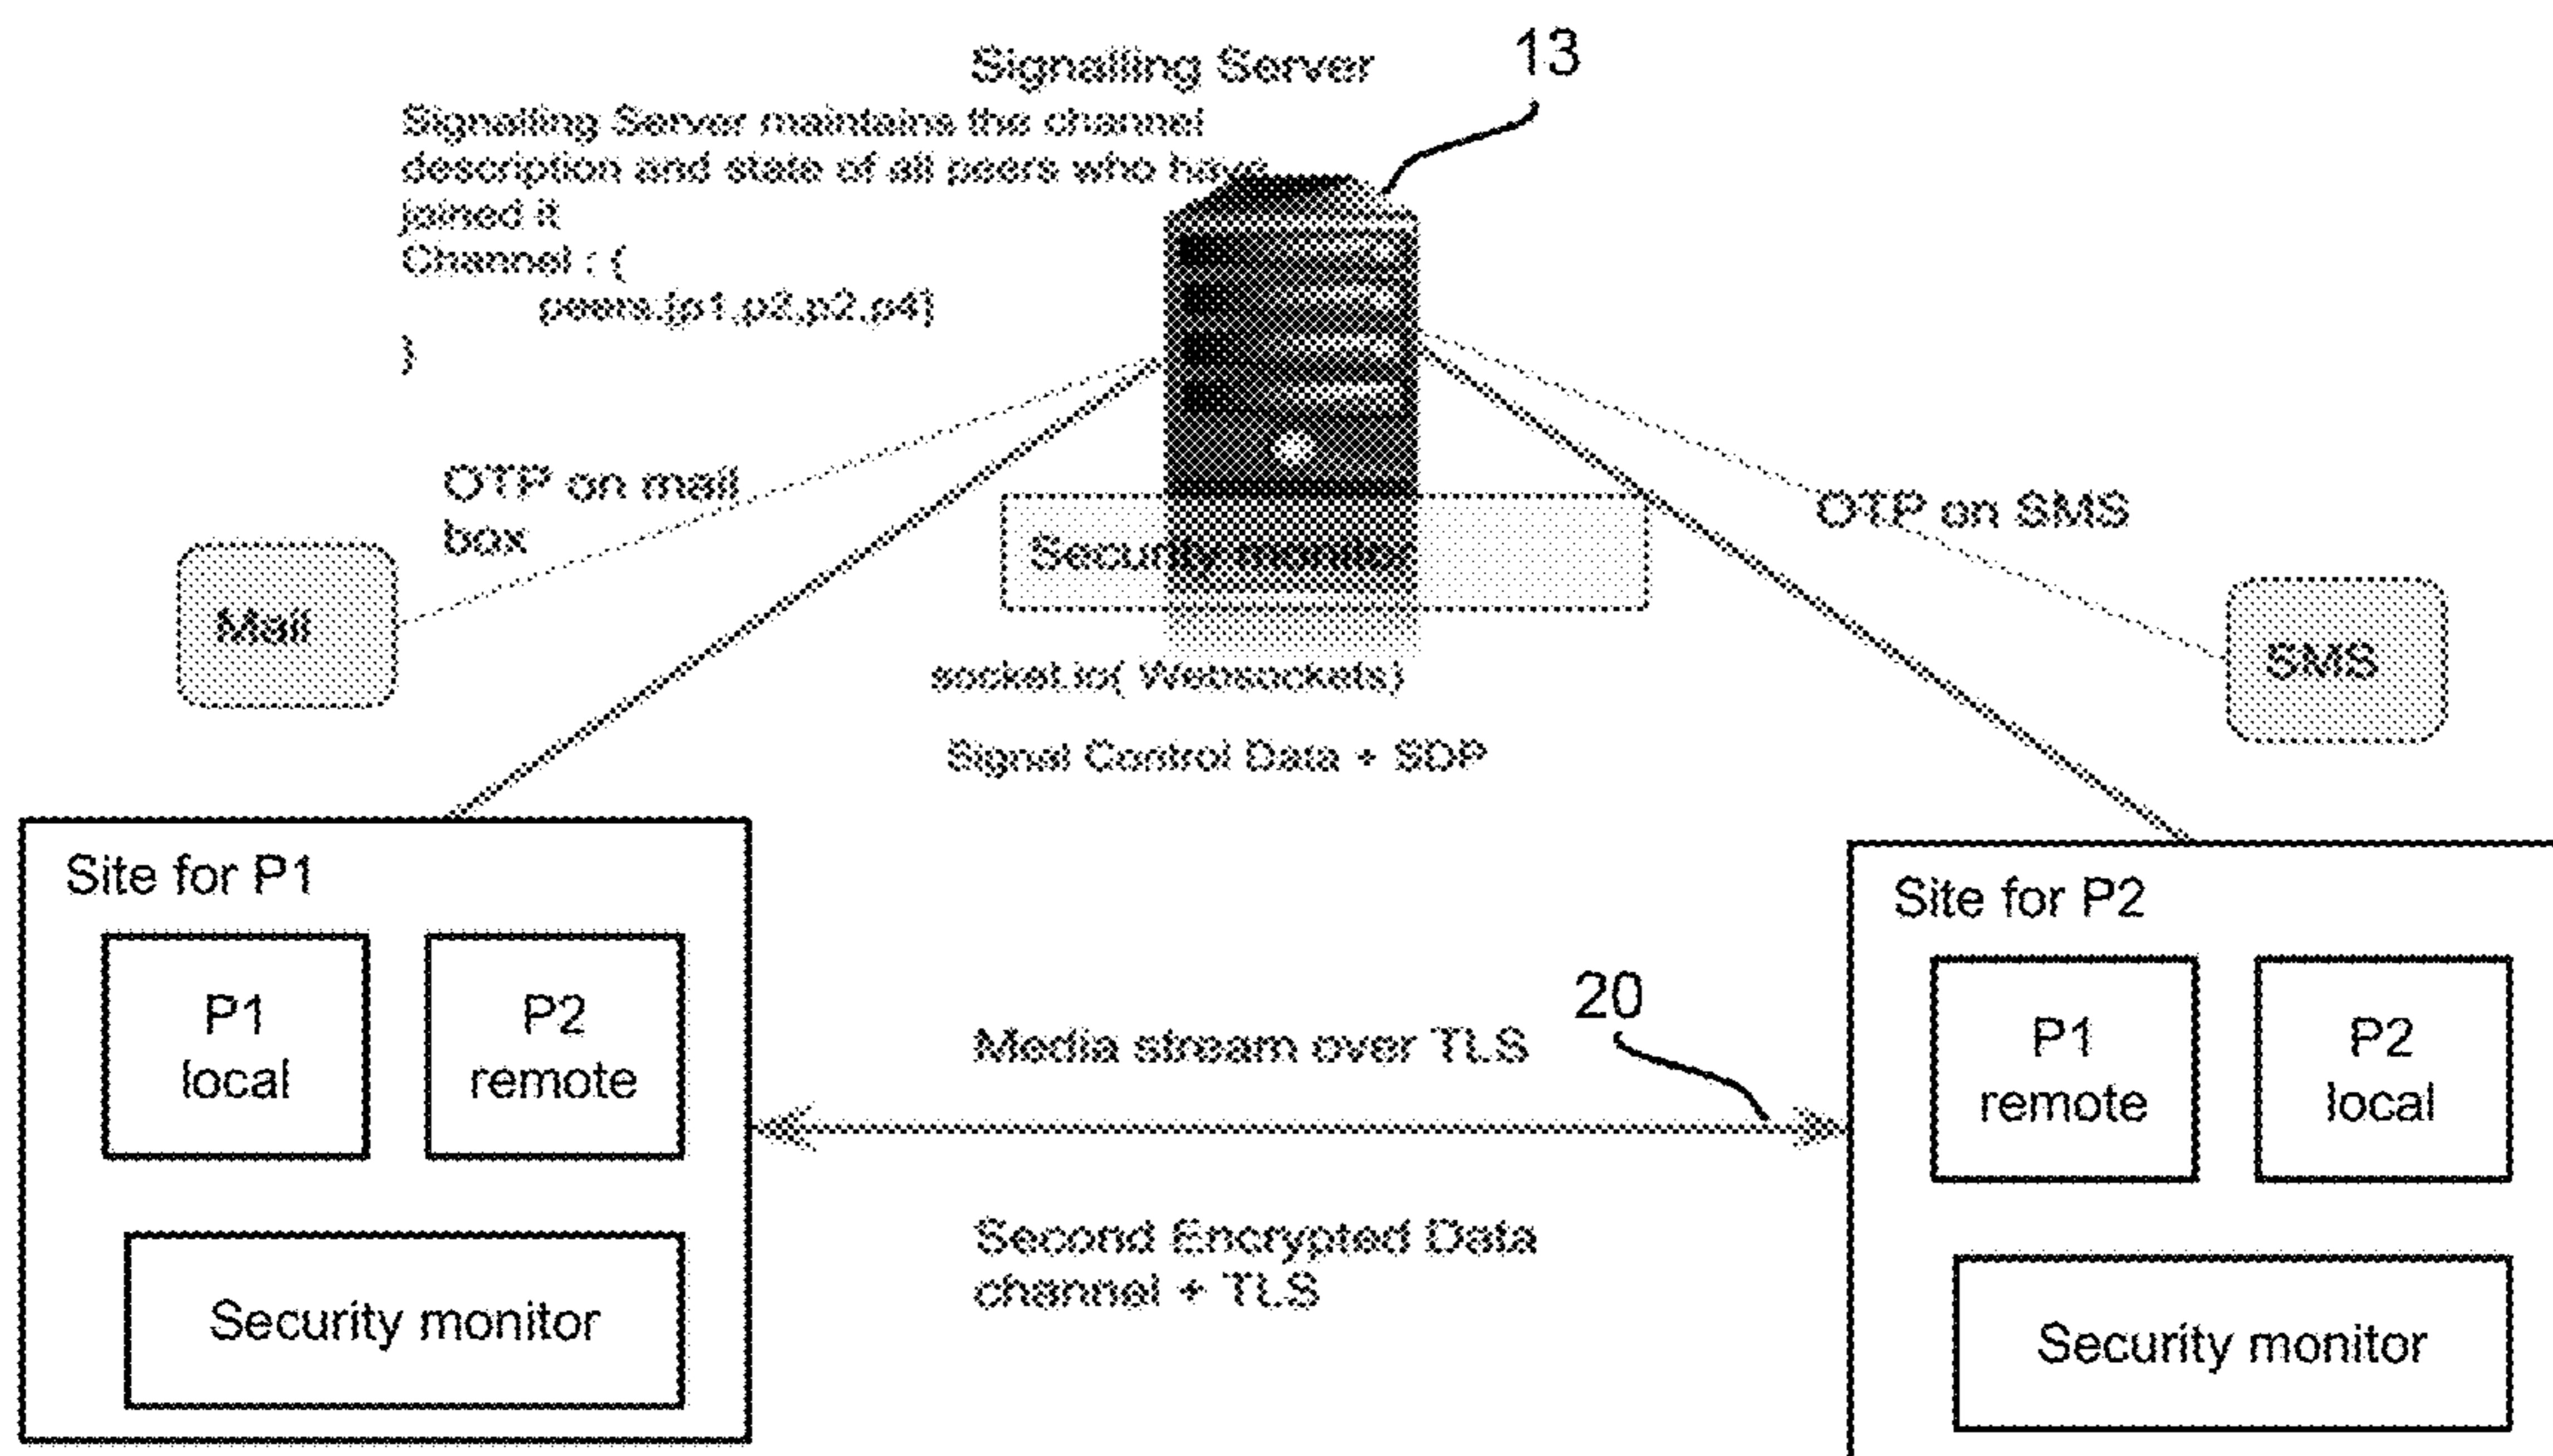 13
Signalling Server
Signalling Server maintains the channel
description and state of all peers who have
joined it
Channel : {
peers:[p1,p2,p2,p4]
}
OTP on mail
box
Mail
Security monitor
OTP on SMS
SMS
socket.io( Websockets)
Signal Control Data + SDP
Site for P1
P1
local
P2
remote
Security monitor
Media stream over TLS
20
Second Encrypted Data
channel + TLS
Site for P2
P1
remote
P2
local
Security monitor